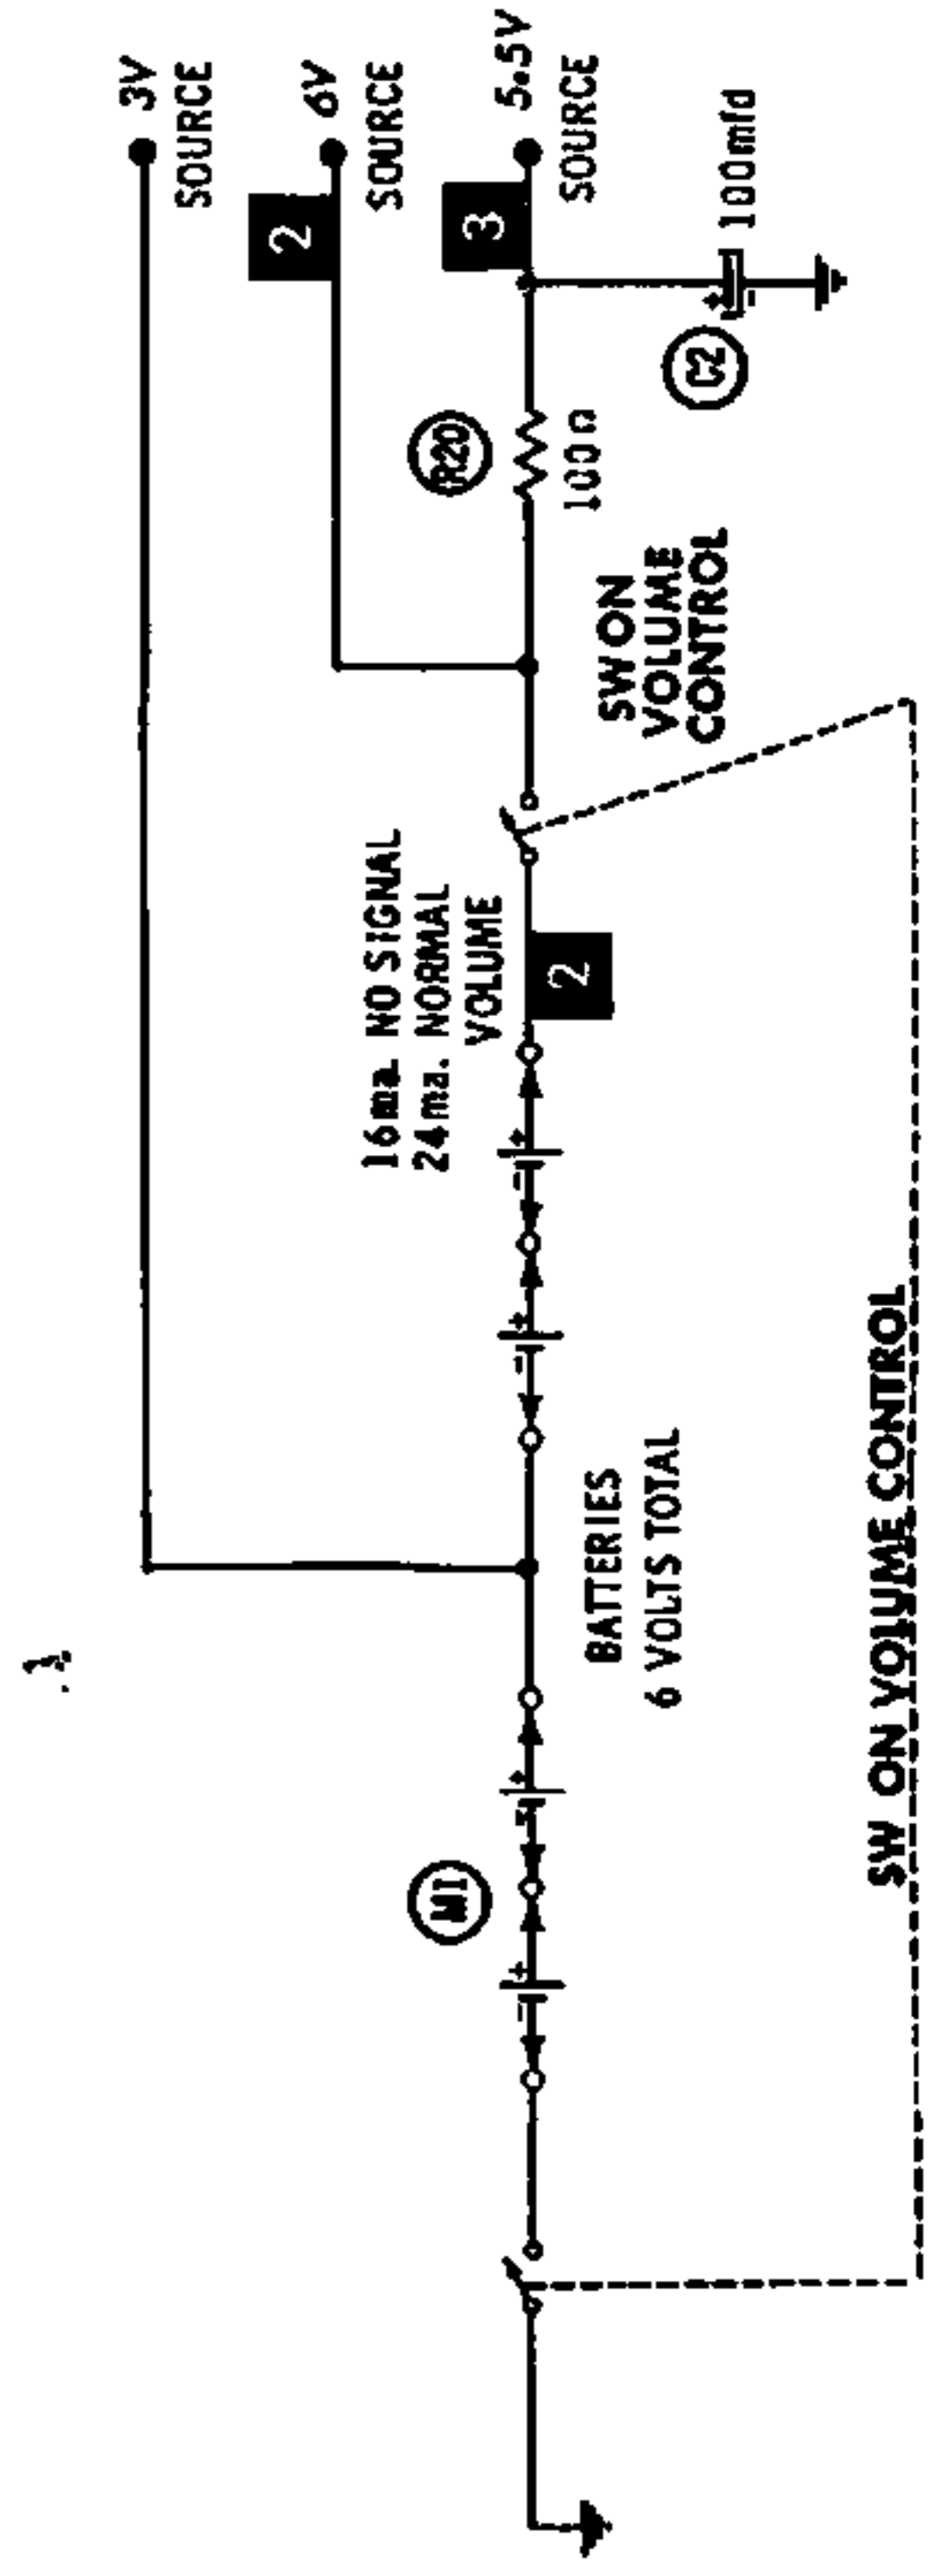 3V
SOURCE
2
6V
SOURCE
3
5.5V
SOURCE
R20
100Ω
C2
+
-
100mfd
16ma NO SIGNAL
24ma. NORMAL
VOLUME
2
SW ON
VOLUME
CONTROL
- +
- +
M1
- +
+
BATTERIES
6 VOLTS TOTAL
SW ON VOLUME CONTROL